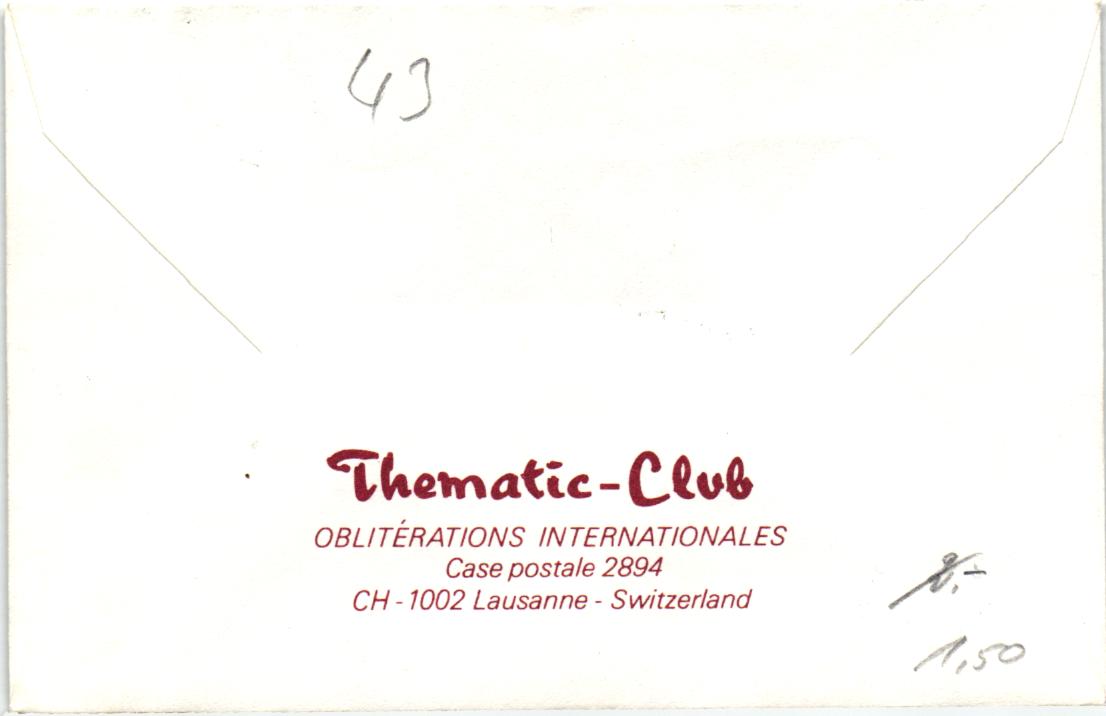 43
Thematic-Club
OBLITÉRATIONS INTERNATIONALES
Case postale 2894
CH - 1002 Lausanne - Switzerland
1,50